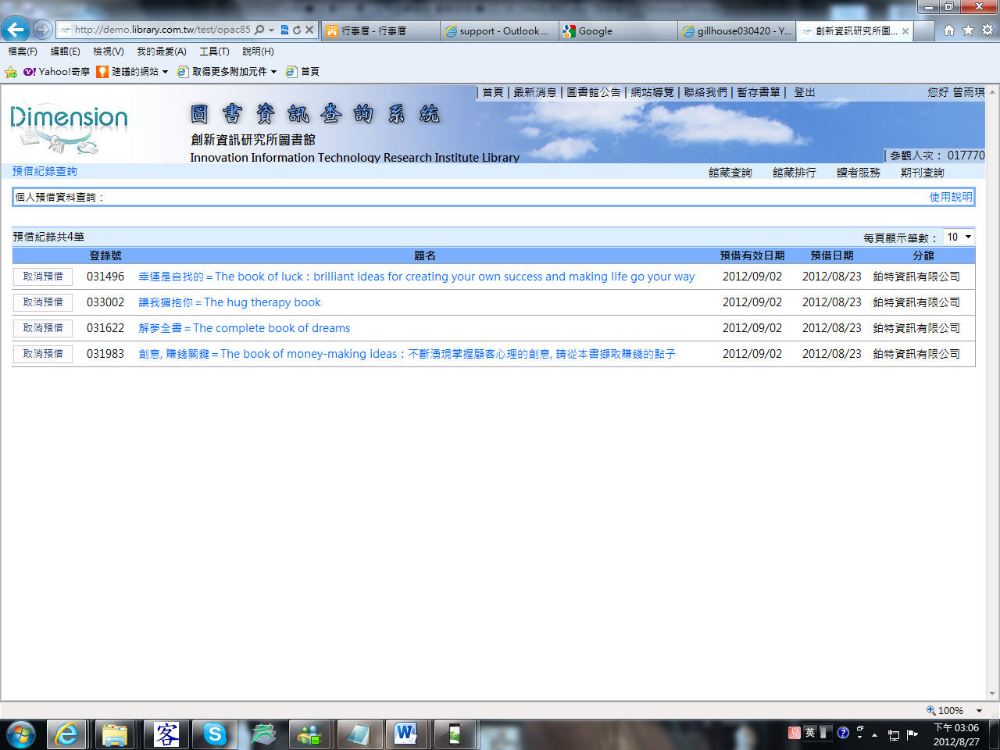 http://demo.library.com.tw/test/opac85
行事曆 - 行事曆
support - Outlook ...
Google
gillhouse030420 - Y...
創新資訊研究所圖...
檔案(F) 編輯(E) 檢視(V) 我的最愛(A) 工具(T) 說明(H)
Yahoo!奇摩 建議的網站 取得更多附加元件 首頁
| 首頁 | 最新消息 | 圖書館公告 | 網站導覽 | 聯絡我們 | 暫存書單 | 登出
您好 曾雨琪
Dimension
圖書資訊查詢系統
創新資訊研究所圖書館
Innovation Information Technology Research Institute Library
| 參觀人次： 017770
預借紀錄查詢
館藏查詢 館藏排行 讀者服務 期刊查詢
個人預借資料查詢： 使用說明
預借紀錄共4筆 每頁顯示筆數： 10
登錄號 題名 預借有效日期 預借日期 分館
取消預借 031496 幸運是自找的＝The book of luck：brilliant ideas for creating your own success and making life go your way 2012/09/02 2012/08/23 鉑特資訊有限公司
取消預借 033002 讓我擁抱你＝The hug therapy book 2012/09/02 2012/08/23 鉑特資訊有限公司
取消預借 031622 解夢全書＝The complete book of dreams 2012/09/02 2012/08/23 鉑特資訊有限公司
取消預借 031983 創意, 賺錢關鍵＝The book of money-making ideas：不斷湧現掌握顧客心理的創意, 請從本書擷取賺錢的點子 2012/09/02 2012/08/23 鉑特資訊有限公司
100%
客
易 英
下午 03:06
2012/8/27